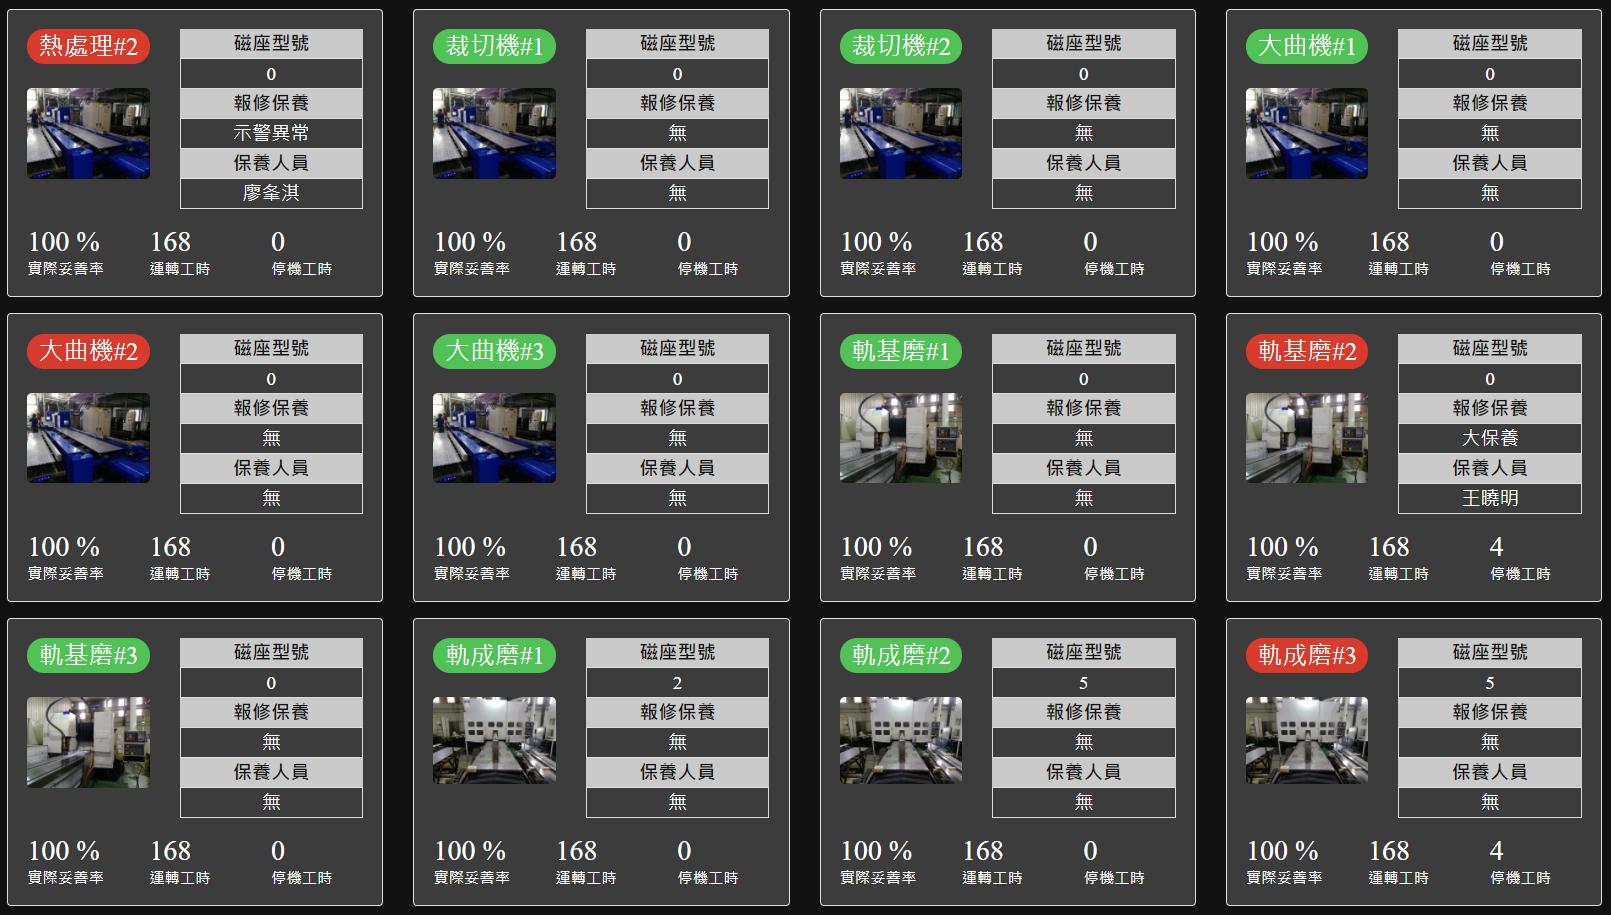 熱處理#2
磁座型號
0
報修保養
示警異常
保養人員
廖夆淇
100 %
168
0
實際妥善率
運轉工時
停機工時
裁切機#1
磁座型號
0
報修保養
無
保養人員
無
100 %
168
0
實際妥善率
運轉工時
停機工時
裁切機#2
磁座型號
0
報修保養
無
保養人員
無
100 %
168
0
實際妥善率
運轉工時
停機工時
大曲機#1
磁座型號
0
報修保養
無
保養人員
無
100 %
168
0
實際妥善率
運轉工時
停機工時
大曲機#2
磁座型號
0
報修保養
無
保養人員
無
100 %
168
0
實際妥善率
運轉工時
停機工時
大曲機#3
磁座型號
0
報修保養
無
保養人員
無
100 %
168
0
實際妥善率
運轉工時
停機工時
軌基磨#1
磁座型號
0
報修保養
無
保養人員
無
100 %
168
0
實際妥善率
運轉工時
停機工時
軌基磨#2
磁座型號
0
報修保養
大保養
保養人員
王曉明
100 %
168
4
實際妥善率
運轉工時
停機工時
軌基磨#3
磁座型號
0
報修保養
無
保養人員
無
100 %
168
0
實際妥善率
運轉工時
停機工時
軌成磨#1
磁座型號
2
報修保養
無
保養人員
無
100 %
168
0
實際妥善率
運轉工時
停機工時
軌成磨#2
磁座型號
5
報修保養
無
保養人員
無
100 %
168
0
實際妥善率
運轉工時
停機工時
軌成磨#3
磁座型號
5
報修保養
無
保養人員
無
100 %
168
4
實際妥善率
運轉工時
停機工時